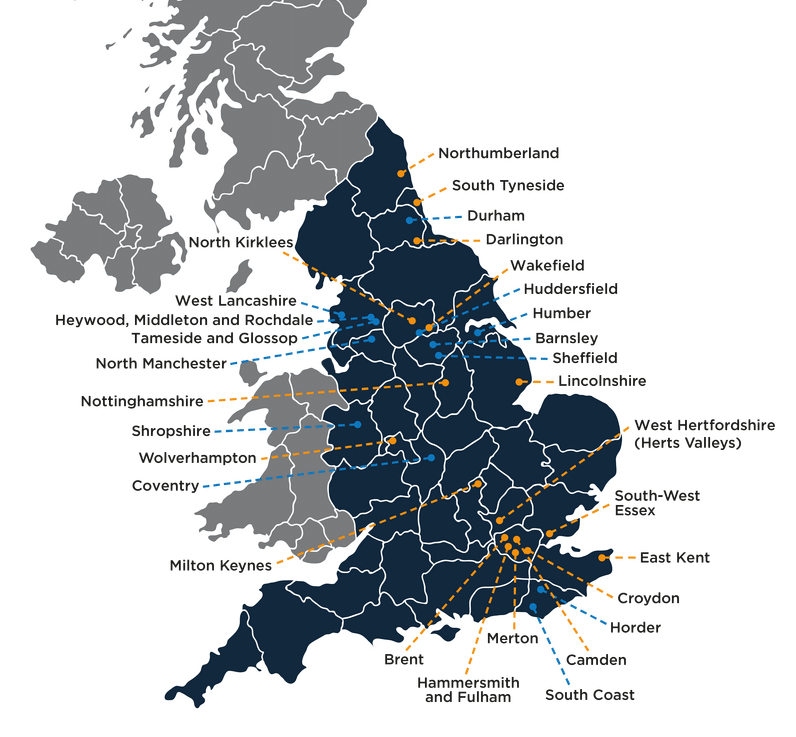 Northumberland
South Tyneside
Durham
North Kirklees
Darlington
Wakefield
Huddersfield
West Lancashire
Humber
Heywood, Middleton and Rochdale
Tameside and Glossop
Barnsley
Sheffield
North Manchester
Lincolnshire
Nottinghamshire
West Hertfordshire
(Herts Valleys)
Shropshire
Wolverhampton
Coventry
South-West
Essex
Milton Keynes
East Kent
Croydon
Horder
Merton
Brent
Camden
Hammersmith
and Fulham
South Coast